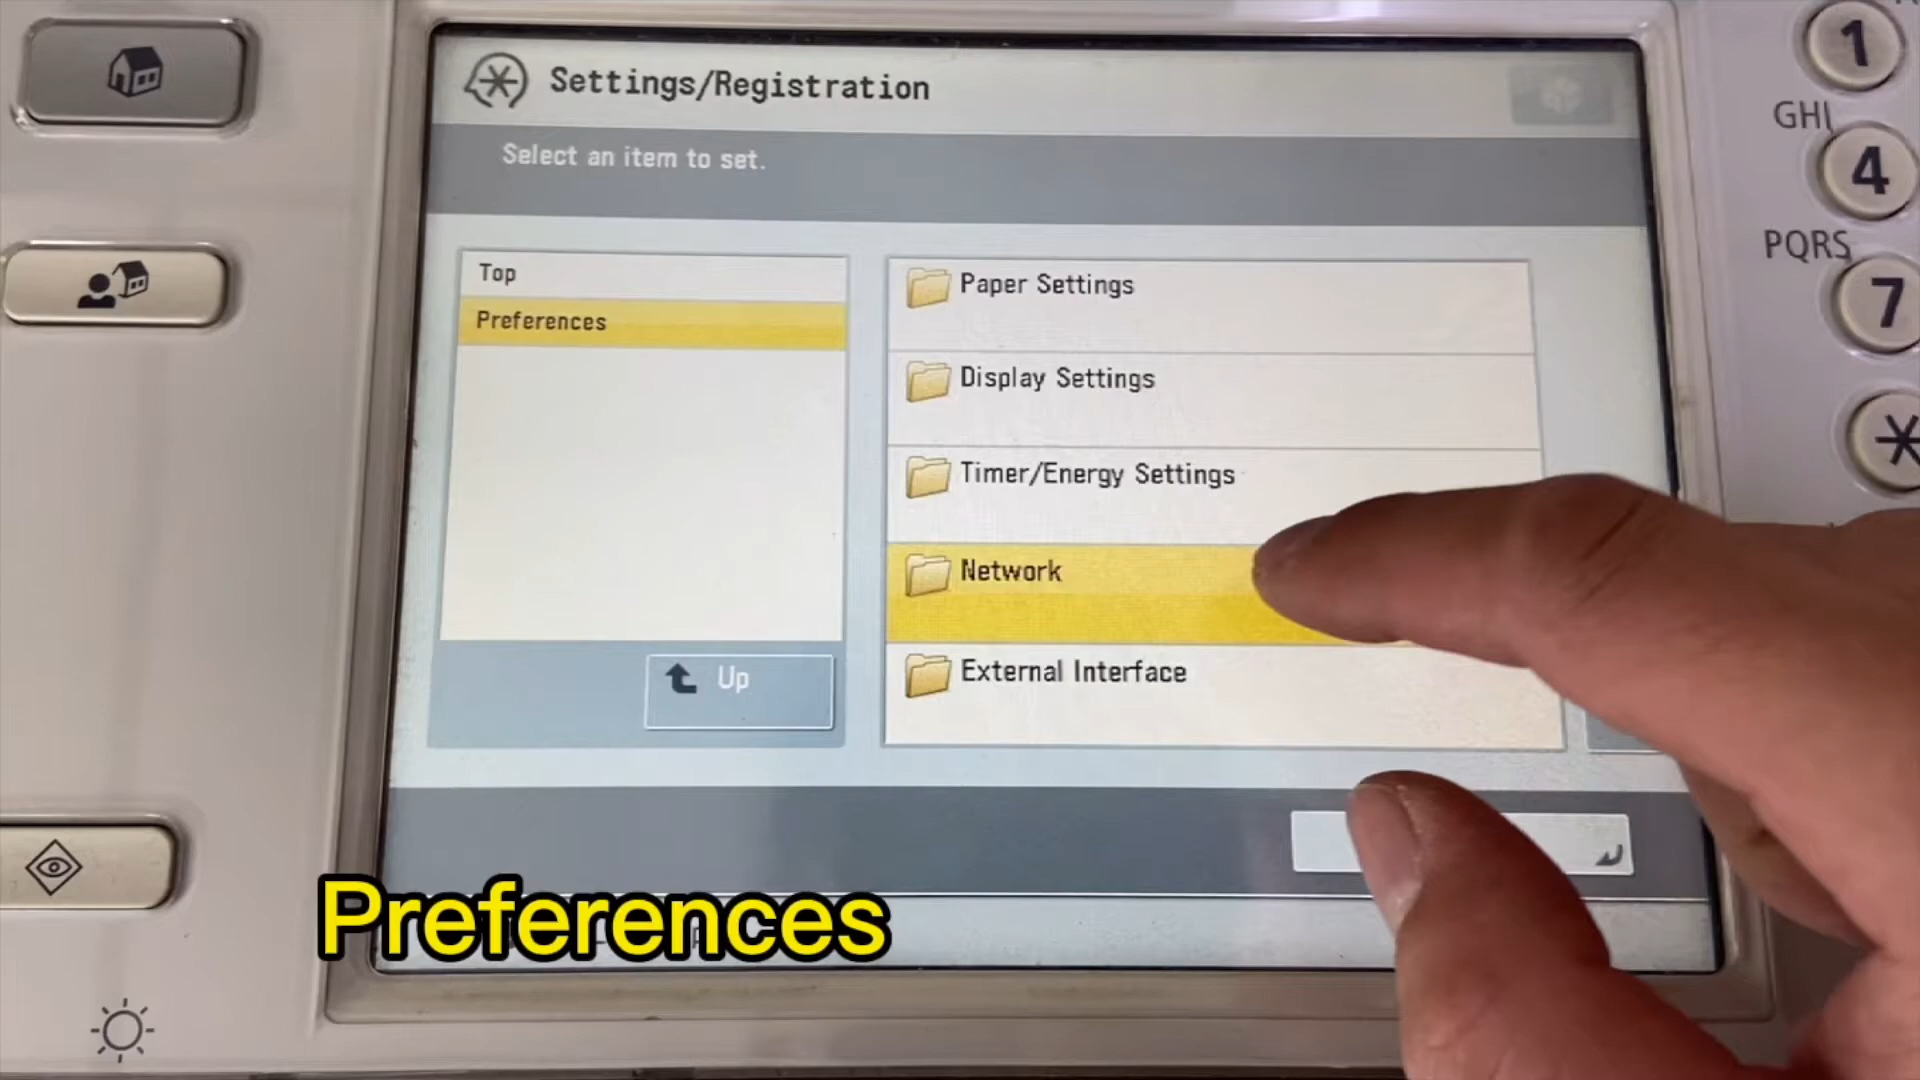 Settings/Registration
Select an item to set.
Top
Preferences
Up
Paper Settings
Display Settings
Timer/Energy Settings
Network
External Interface
1
GHI
4
PQRS
7
*
Preferences